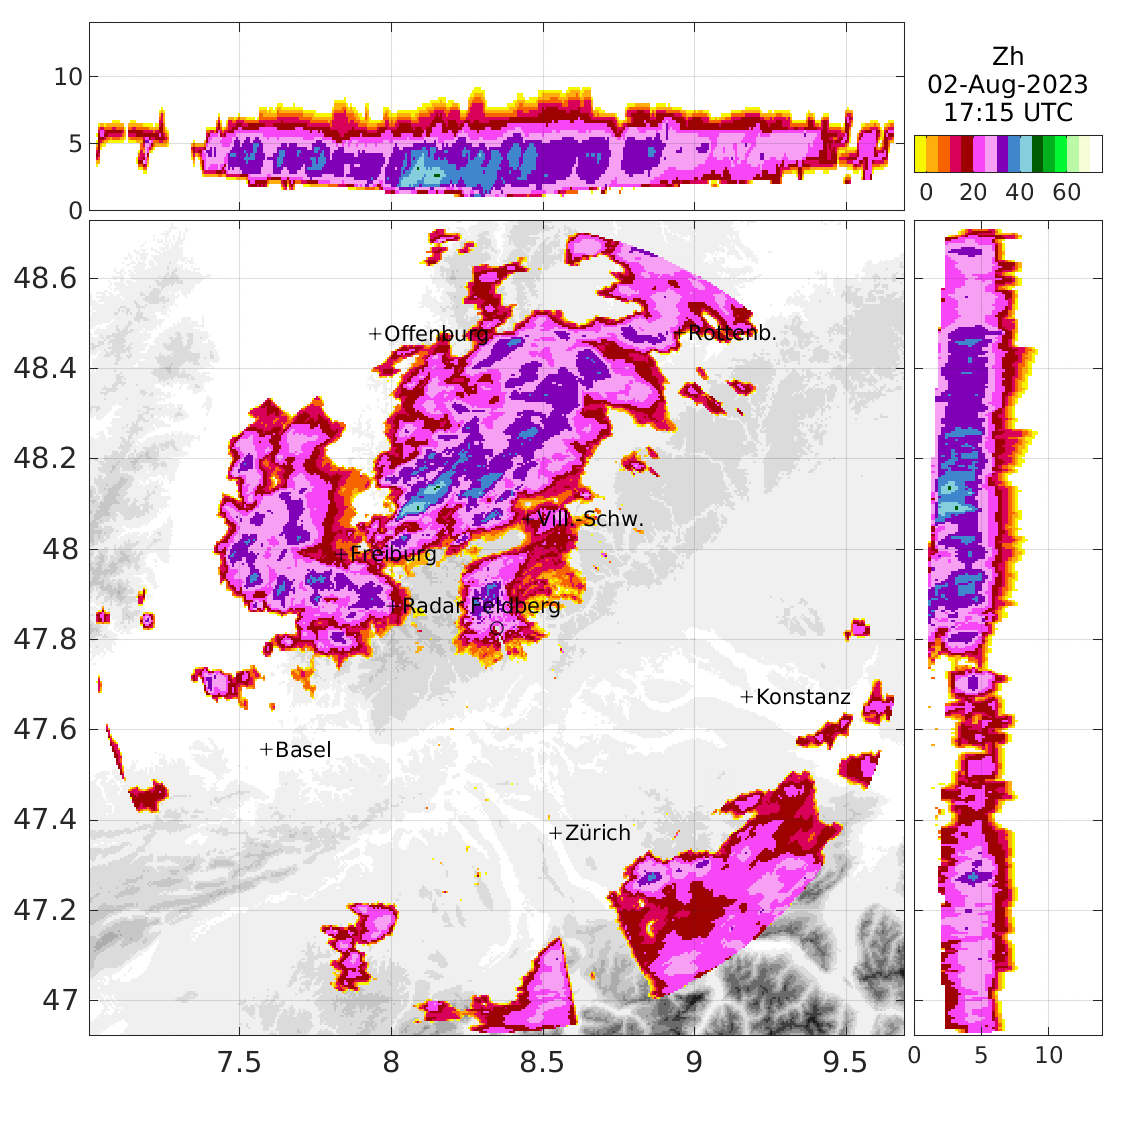 Zh
02-Aug-2023
17:15 UTC
0 20 40 60
10
5
0
48.6
48.4
48.2
48
47.8
47.6
47.4
47.2
47
+Offenburg
+Rottenb.
+Vill.-Schw.
+Freiburg
+Radar Feldberg
+Konstanz
+Basel
+Zürich
7.5 8 8.5 9 9.5
0 5 10